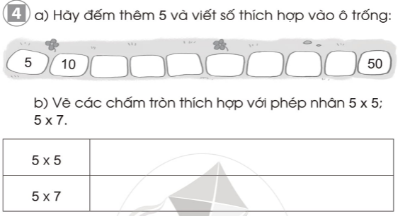 4 a) Hãy đếm thêm 5 và viết số thích hợp vào ô trống:
5 10 50
b) Vẽ các chấm tròn thích hợp với phép nhân 5 x 5;
5 x 7.
5 x 5
5 x 7